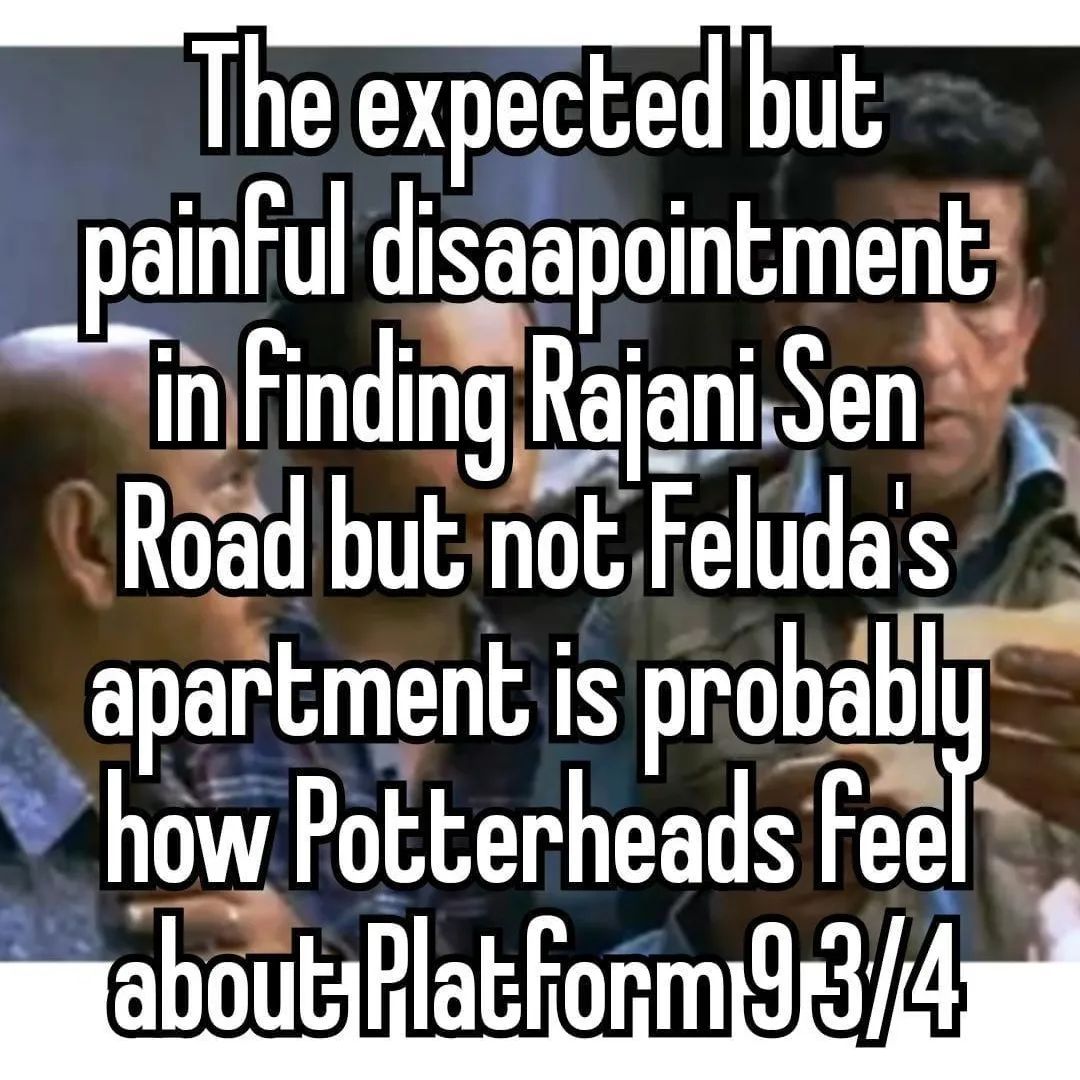 The expected but
painful disaapointment
in finding Rajani Sen
Road but not Feluda's
apartment is probably
how Potterheads feel
about Platform 9 3/4